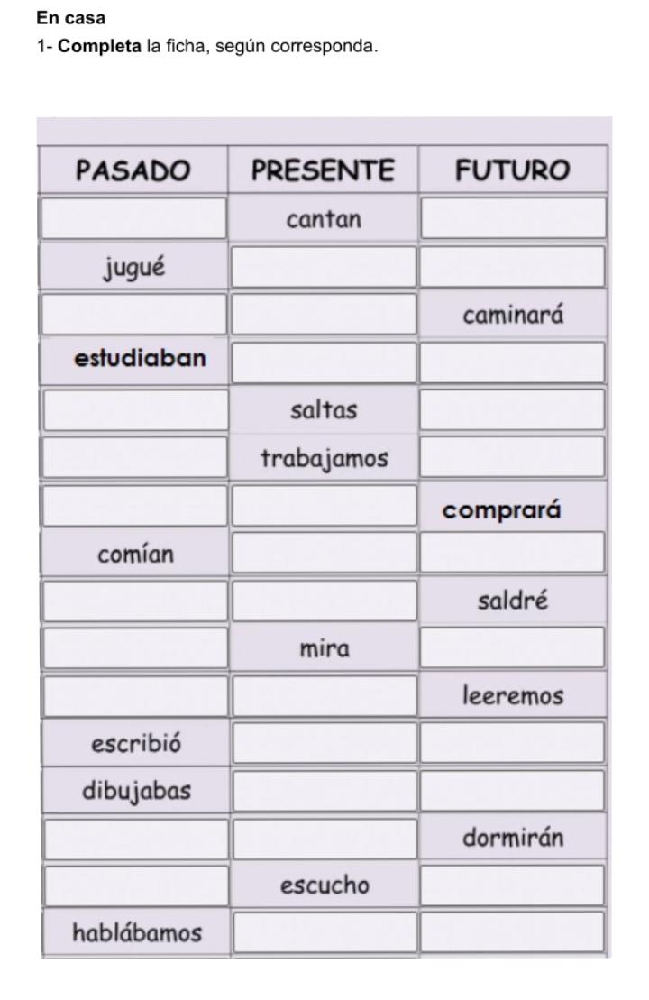 En casa
1- Completa la ficha, según corresponda.
PASADO PRESENTE FUTURO
cantan
jugué
caminará
estudiaban
saltas
trabajamos
comprará
comían
saldré
mira
leeremos
escribió
dibujabas
dormirán
escucho
hablábamos